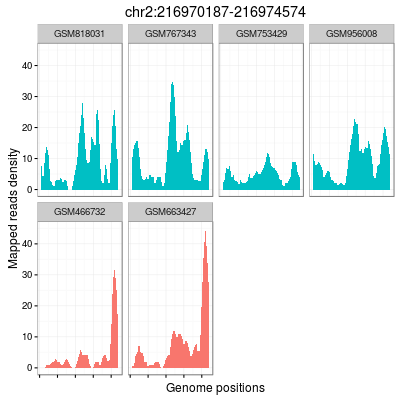 chr2:216970187-216974574
GSM818031 GSM767343 GSM753429 GSM956008
40
30
20
10
0
GSM466732 GSM663427
40
30
20
10
0
Mapped reads density
Genome positions